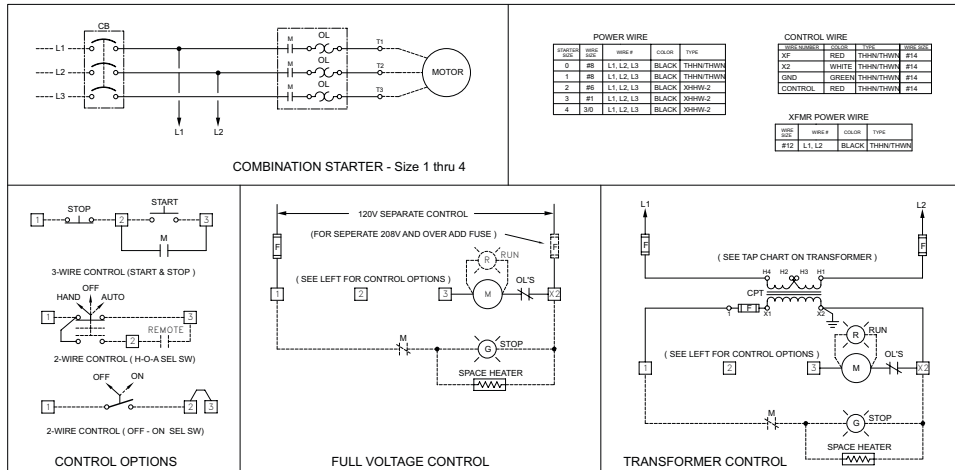 CB
L1
L2
L3
M
OL
M
OL
M
OL
T1
T2
T3
MOTOR
L1
L2
COMBINATION STARTER - Size 1 thru 4
POWER WIRE
STARTER SIZE WIRE SIZE WIRE # COLOR TYPE
0 #8 L1, L2, L3 BLACK THHN/THWN
1 #8 L1, L2, L3 BLACK THHN/THWN
2 #6 L1, L2, L3 BLACK XHHW-2
3 #1 L1, L2, L3 BLACK XHHW-2
4 3/0 L1, L2, L3 BLACK XHHW-2
CONTROL WIRE
WIRE NUMBER COLOR TYPE WIRE SIZE
XF RED THHN/THWN #14
X2 WHITE THHN/THWN #14
GND GREEN THHN/THWN #14
CONTROL RED THHN/THWN #14
XFMR POWER WIRE
WIRE SIZE WIRE # COLOR TYPE
#12 L1, L2 BLACK THHN/THWN
1 STOP 2 START 3
M
3-WIRE CONTROL (START & STOP )
OFF
HAND AUTO
1 3
2 REMOTE
2-WIRE CONTROL ( H-O-A SEL SW)
OFF ON
1 2 3
2-WIRE CONTROL ( OFF - ON SEL SW)
CONTROL OPTIONS
120V SEPARATE CONTROL
(FOR SEPERATE 208V AND OVER ADD FUSE )
F F
R RUN
( SEE LEFT FOR CONTROL OPTIONS )
OL'S
1 2 3 M X2
M
G STOP
SPACE HEATER
FULL VOLTAGE CONTROL
L1 L2
F F
( SEE TAP CHART ON TRANSFORMER )
H4 H2 H3 H1
CPT
F
1 X1 X2
R RUN
( SEE LEFT FOR CONTROL OPTIONS )
OL'S
1 2 3 M X2
M
G STOP
SPACE HEATER
TRANSFORMER CONTROL